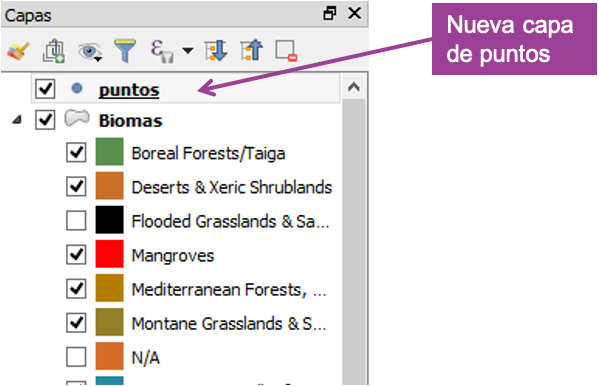 Capas
Nueva capa
de puntos
puntos
Biomas
Boreal Forests/Taiga
Deserts & Xeric Shrublands
Flooded Grasslands & Sa...
Mangroves
Mediterranean Forests, ...
Montane Grasslands & S...
N/A